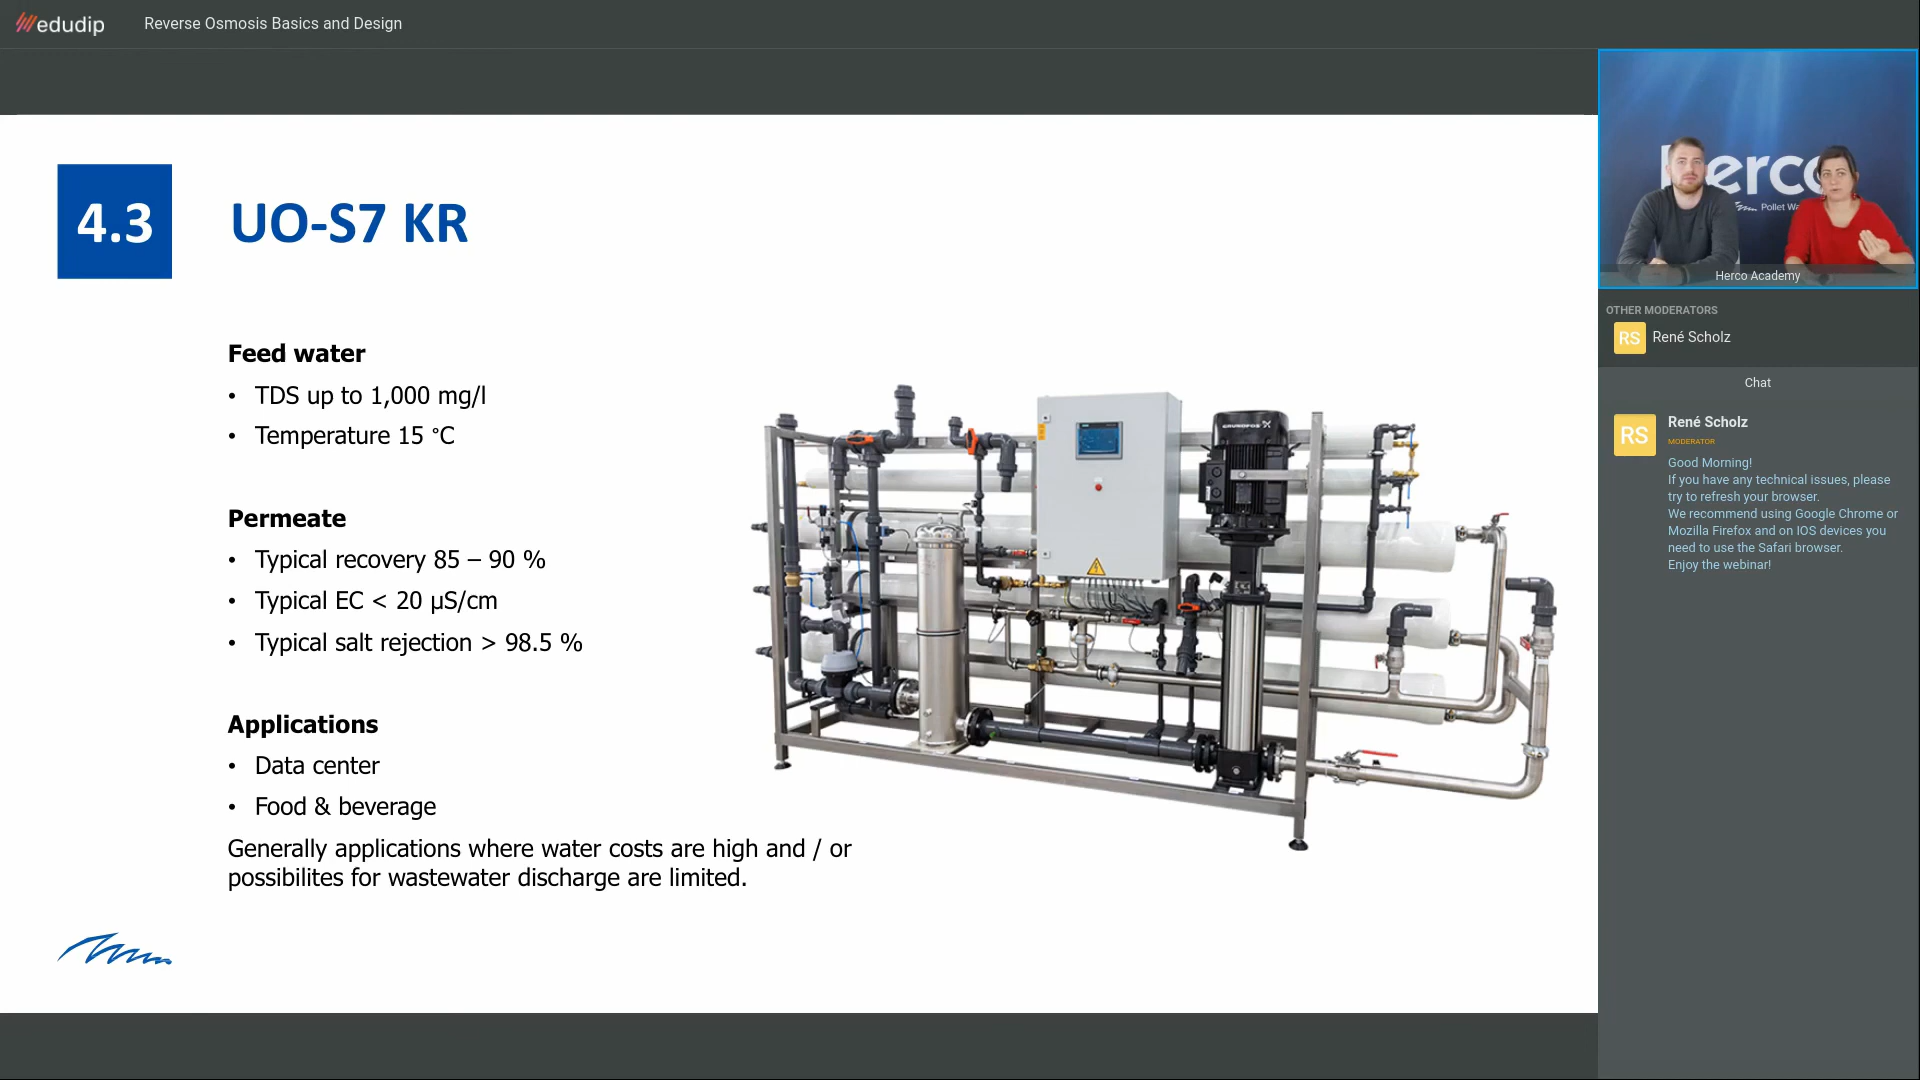 edudip
Reverse Osmosis Basics and Design
4.3
UO-S7 KR
Feed water
• TDS up to 1,000 mg/l
• Temperature 15 °C
Permeate
• Typical recovery 85 – 90 %
• Typical EC < 20 µS/cm
• Typical salt rejection > 98.5 %
Applications
• Data center
• Food & beverage
Generally applications where water costs are high and / or
possibilites for wastewater discharge are limited.
GRUNDFOS
herco
Pollet Wa
Herco Academy
OTHER MODERATORS
RS
René Scholz
Chat
RS
René Scholz
MODERATOR
Good Morning!
If you have any technical issues, please
try to refresh your browser.
We recommend using Google Chrome or
Mozilla Firefox and on IOS devices you
need to use the Safari browser.
Enjoy the webinar!